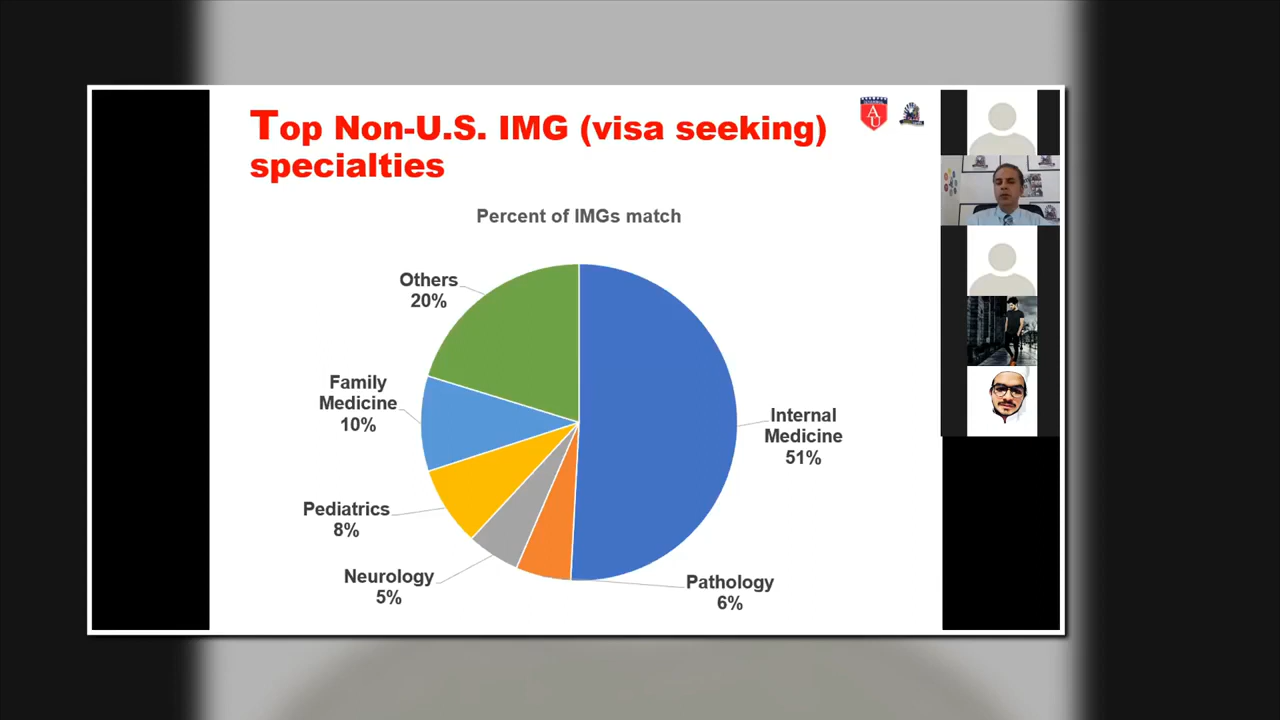 Top Non-U.S. IMG (visa seeking)
specialties
Percent of IMGs match
Others
20%
Family
Medicine
10%
Internal
Medicine
51%
Pediatrics
8%
Neurology
5%
Pathology
6%
AU